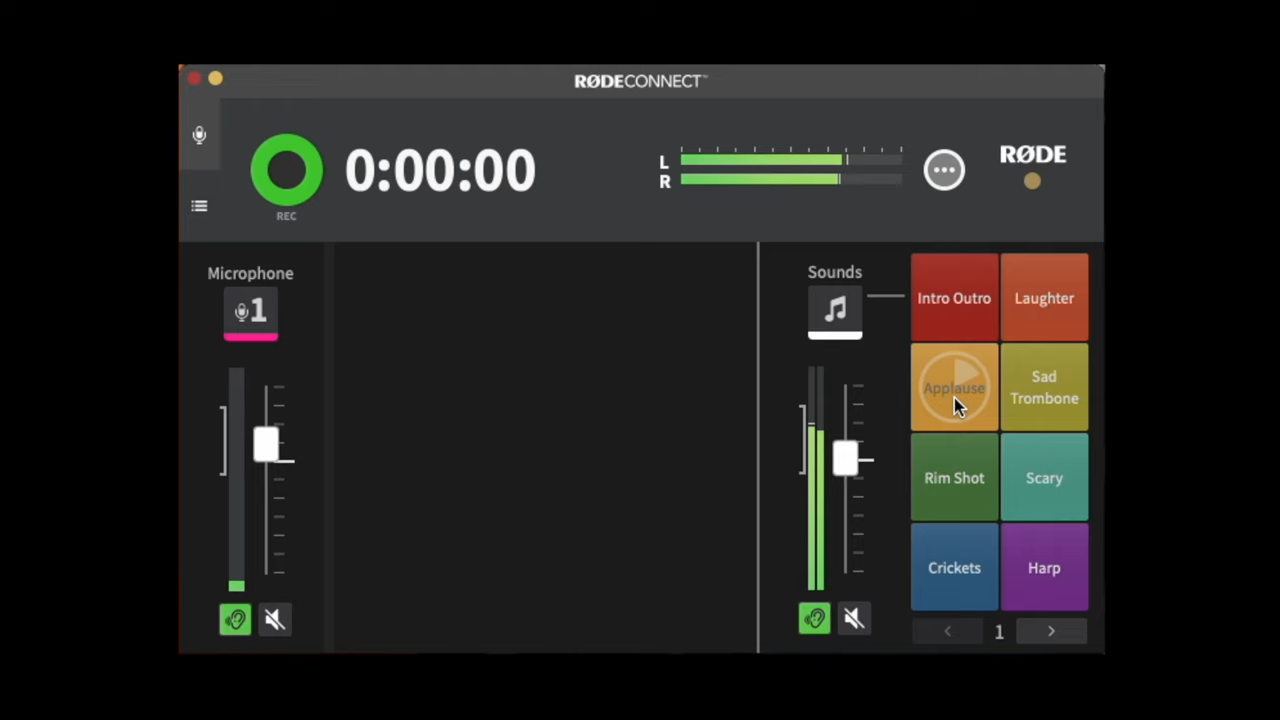 RØDECONNECT™
0:00:00
REC
L
R
RØDE
Microphone
1
Sounds
Intro Outro
Laughter
Applause
Sad
Trombone
Rim Shot
Scary
Crickets
Harp
< 1 >